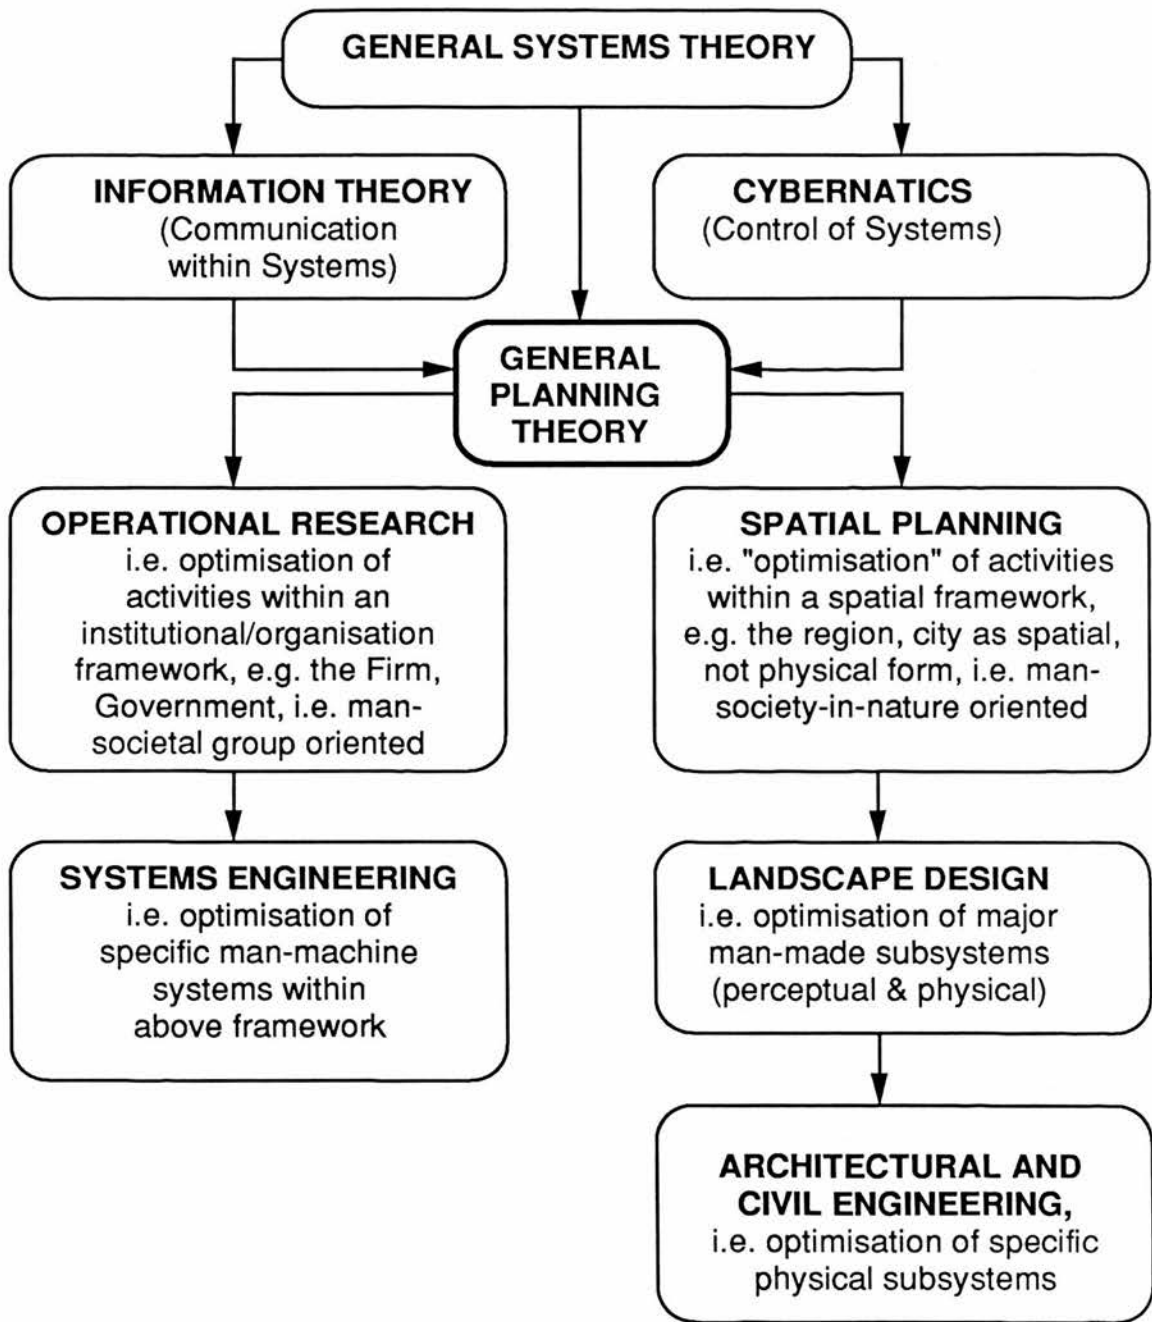 GENERAL SYSTEMS THEORY
INFORMATION THEORY
(Communication
within Systems)
CYBERNATICS
(Control of Systems)
GENERAL
PLANNING
THEORY
OPERATIONAL RESEARCH
i.e. optimisation of
activities within an
institutional/organisation
framework, e.g. the Firm,
Government, i.e. man-
societal group oriented
SPATIAL PLANNING
i.e. "optimisation" of activities
within a spatial framework,
e.g. the region, city as spatial,
not physical form, i.e. man-
society-in-nature oriented
SYSTEMS ENGINEERING
i.e. optimisation of
specific man-machine
systems within
above framework
LANDSCAPE DESIGN
i.e. optimisation of major
man-made subsystems
(perceptual & physical)
ARCHITECTURAL AND
CIVIL ENGINEERING,
i.e. optimisation of specific
physical subsystems